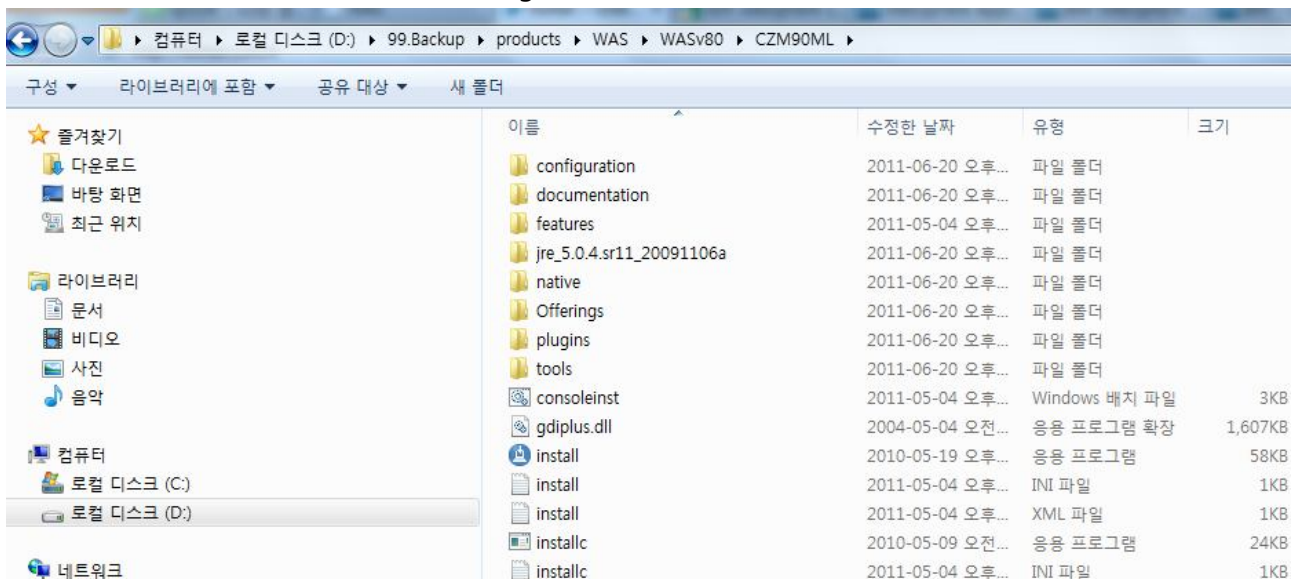 컴퓨터 ▸ 로컬 디스크 (D:) ▸ 99.Backup ▸ products ▸ WAS ▸ WASv80 ▸ CZM90ML ▸
구성 ▾ 라이브러리에 포함 ▾ 공유 대상 ▾ 새 폴더
즐겨찾기
다운로드
바탕 화면
최근 위치
라이브러리
문서
비디오
사진
음악
컴퓨터
로컬 디스크 (C:)
로컬 디스크 (D:)
네트워크
이름 수정한 날짜 유형 크기
configuration 2011-06-20 오후... 파일 폴더
documentation 2011-06-20 오후... 파일 폴더
features 2011-05-04 오후... 파일 폴더
jre_5.0.4.sr11_20091106a 2011-06-20 오후... 파일 폴더
native 2011-06-20 오후... 파일 폴더
Offerings 2011-06-20 오후... 파일 폴더
plugins 2011-06-20 오후... 파일 폴더
tools 2011-06-20 오후... 파일 폴더
consoleinst 2011-05-04 오후... Windows 배치 파일 3KB
gdiplus.dll 2004-05-04 오전... 응용 프로그램 확장 1,607KB
install 2010-05-19 오후... 응용 프로그램 58KB
install 2011-05-04 오후... INI 파일 1KB
install 2011-05-04 오후... XML 파일 1KB
installc 2010-05-09 오전... 응용 프로그램 24KB
installc 2011-05-04 오후... INI 파일 1KB